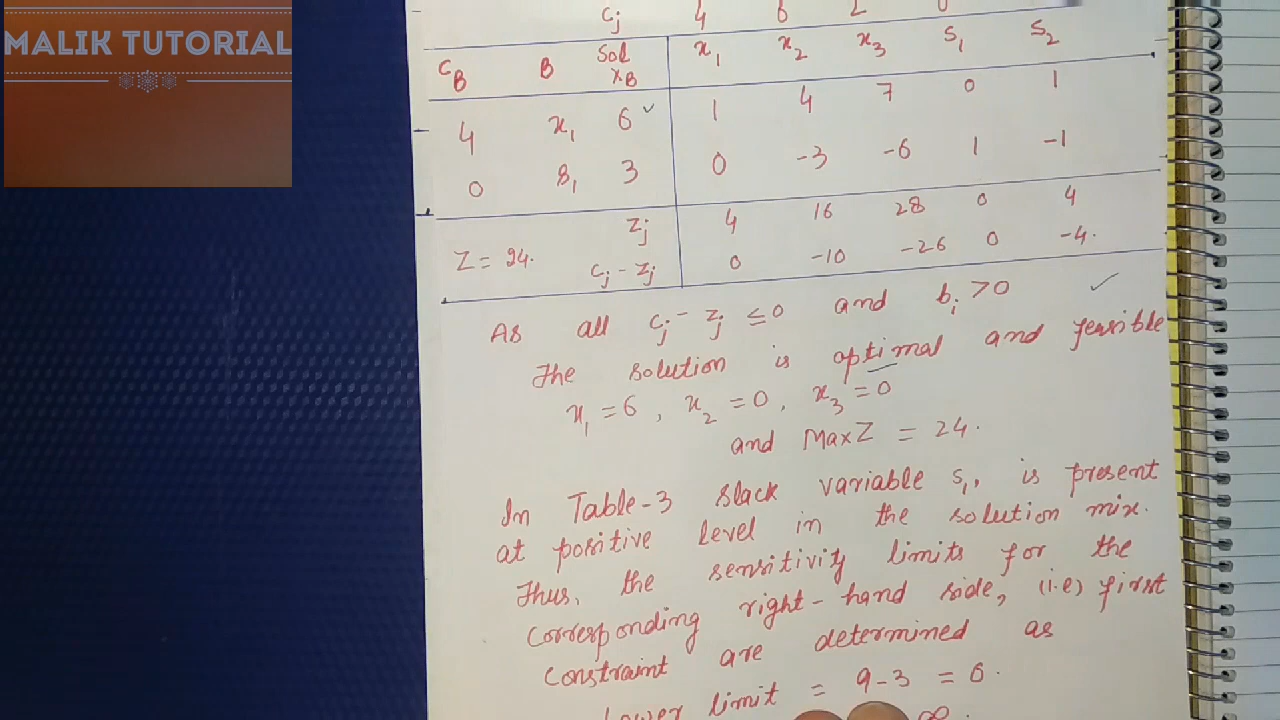 MALIK TUTORIAL
Cj 4 6 2 0
CB B Sol XB x1 x2 x3 S1 S2
4 x1 6 ✓ 1 4 7 0 1
0 s1 3 0 -3 -6 1 -1
Zj 4 16 28 0 4
Z = 24. Cj - Zj 0 -10 -26 0 -4.
As all Cj - Zj ≤ 0 and bi > 0 ✓
The solution is optimal and feasible
x1 = 6, x2 = 0, x3 = 0
and Max Z = 24.
In Table-3 slack variable S1, is present
at positive level in the solution mix.
Thus, the sensitivity limits for the
corresponding right-hand side, (i.e) first
constraint are determined as
Lower limit = 9-3 = 6.
∞.